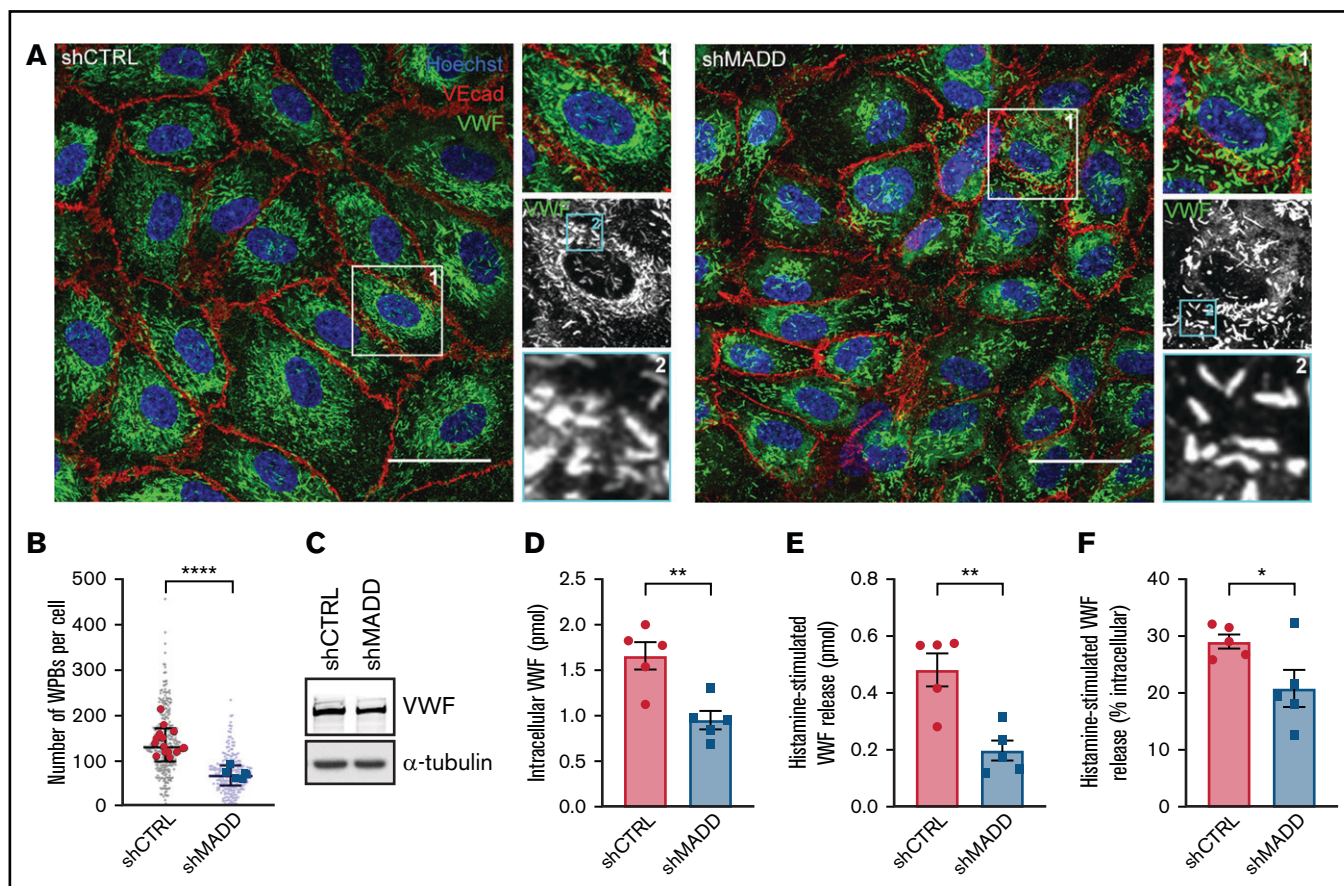 A
shCTRL
Hoechst
VEcad
VWF
1
1
VWF
2
2
shMADD
1
1
VWF
2
2
B
Number of WPBs per cell
500
400
300
200
150
100
50
0
****
shCTRL
shMADD
C
shCTRL
shMADD
VWF
α-tubulin
D
Intracellular VWF (pmol)
2.5
2.0
1.5
1.0
0.5
0.0
**
shCTRL
shMADD
E
Histamine-stimulated
VWF release (pmol)
0.8
0.6
0.4
0.2
0.0
**
shCTRL
shMADD
F
Histamine-stimulated VWF
release (% intracellular)
40
30
20
10
0
*
shCTRL
shMADD